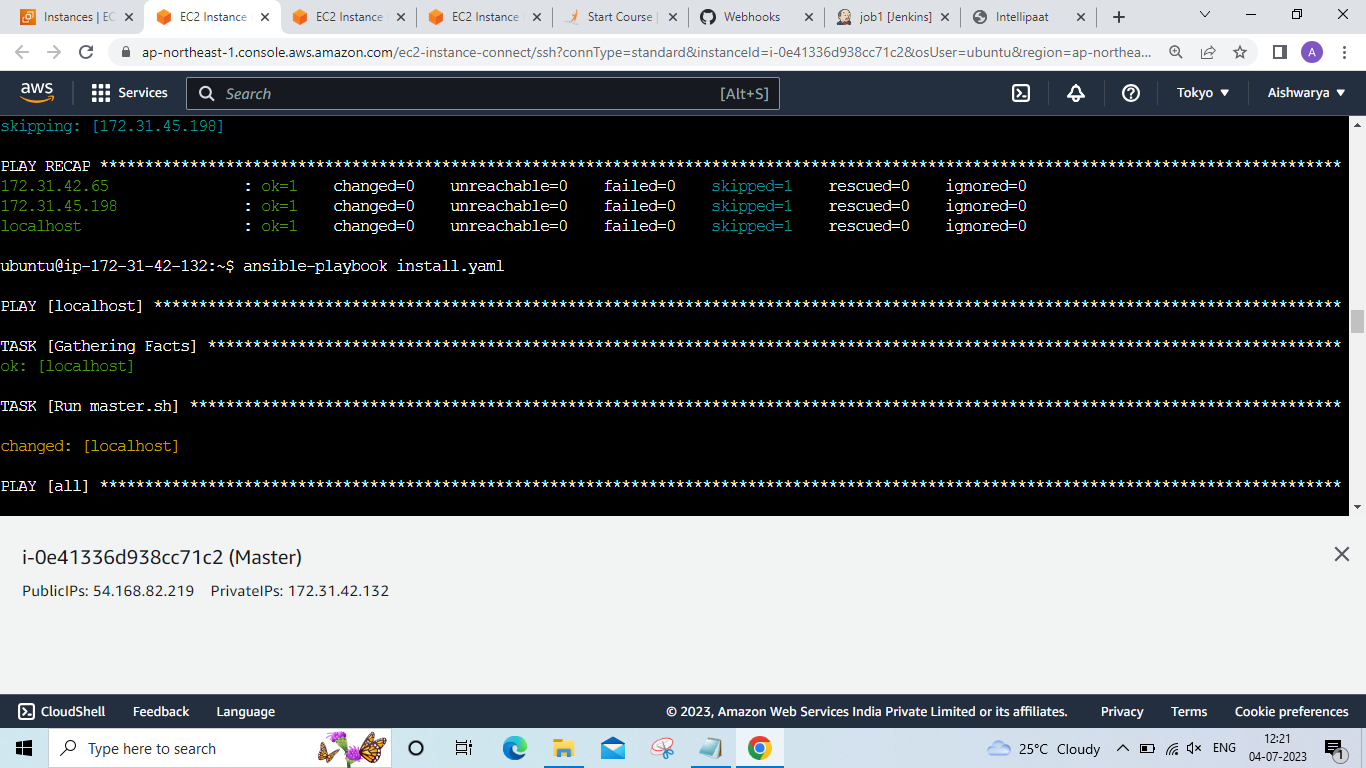 Instances | EC
EC2 Instance
EC2 Instance
EC2 Instance
Start Course |
Webhooks
job1 [Jenkins]
Intellipaat
ap-northeast-1.console.aws.amazon.com/ec2-instance-connect/ssh?connType=standard&instanceId=i-0e41336d938cc71c2&osUser=ubuntu&region=ap-northea...
A
aws
Services
Search
[Alt+S]
Tokyo
Aishwarya
skipping: [172.31.45.198]
PLAY RECAP ******************************************************************************************************************************************
172.31.42.65 : ok=1 changed=0 unreachable=0 failed=0 skipped=1 rescued=0 ignored=0
172.31.45.198 : ok=1 changed=0 unreachable=0 failed=0 skipped=1 rescued=0 ignored=0
localhost : ok=1 changed=0 unreachable=0 failed=0 skipped=1 rescued=0 ignored=0
ubuntu@ip-172-31-42-132:~$ ansible-playbook install.yaml
PLAY [localhost] ************************************************************************************************************************************
TASK [Gathering Facts] ******************************************************************************************************************************
ok: [localhost]
TASK [Run master.sh] ********************************************************************************************************************************
changed: [localhost]
PLAY [all] ******************************************************************************************************************************************
i-0e41336d938cc71c2 (Master)
PublicIPs: 54.168.82.219 PrivateIPs: 172.31.42.132
CloudShell
Feedback
Language
© 2023, Amazon Web Services India Private Limited or its affiliates.
Privacy
Terms
Cookie preferences
Type here to search
25°C Cloudy
ENG
12:21
04-07-2023
1